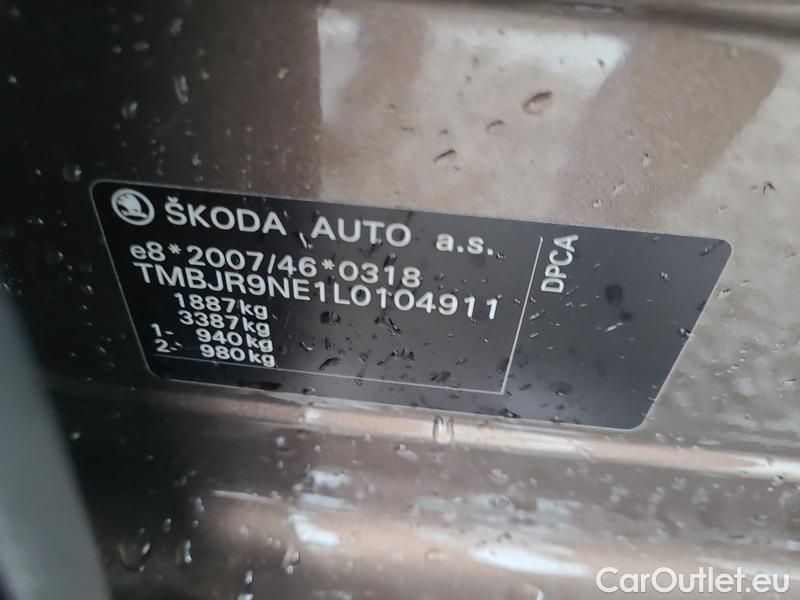 ŠKODA AUTO a.s.
e8*2007/46*0318
TMBJR9NE1L0104911
1887kg
3387kg
1- 940kg
2- 980kg
DPCA
CarOutlet.eu